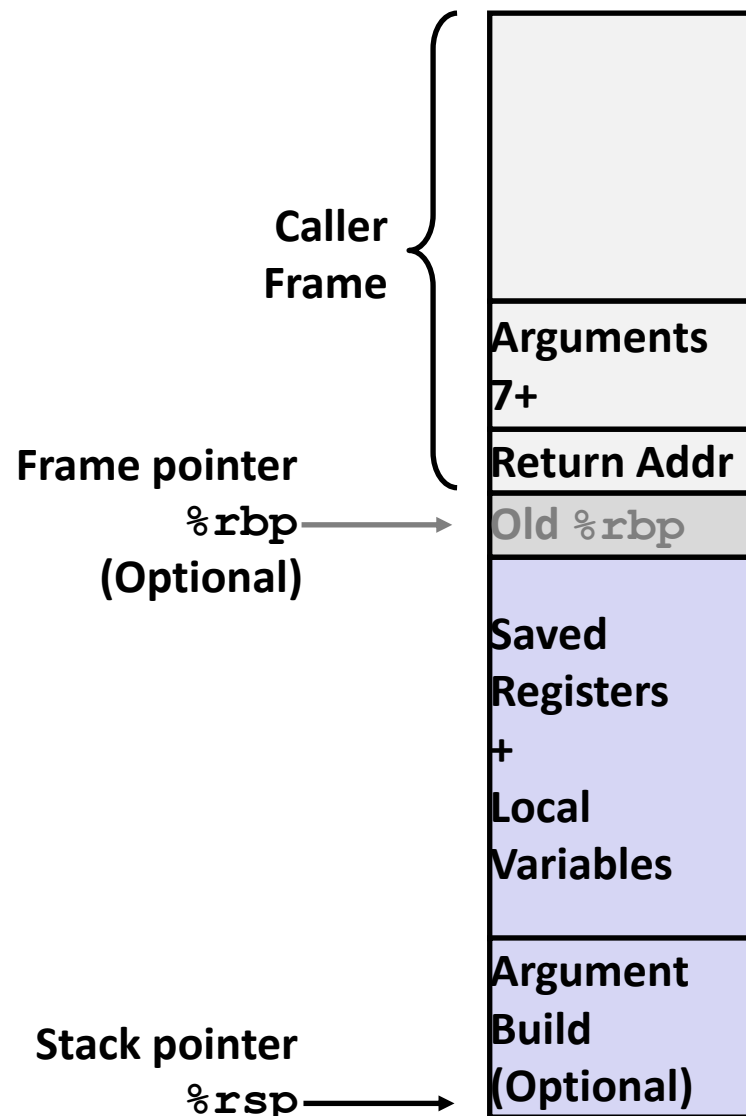 Caller
Frame
Arguments
7+
Return Addr
Frame pointer
%rbp
(Optional)
Old %rbp
Saved
Registers
+
Local
Variables
Argument
Build
(Optional)
Stack pointer
%rsp